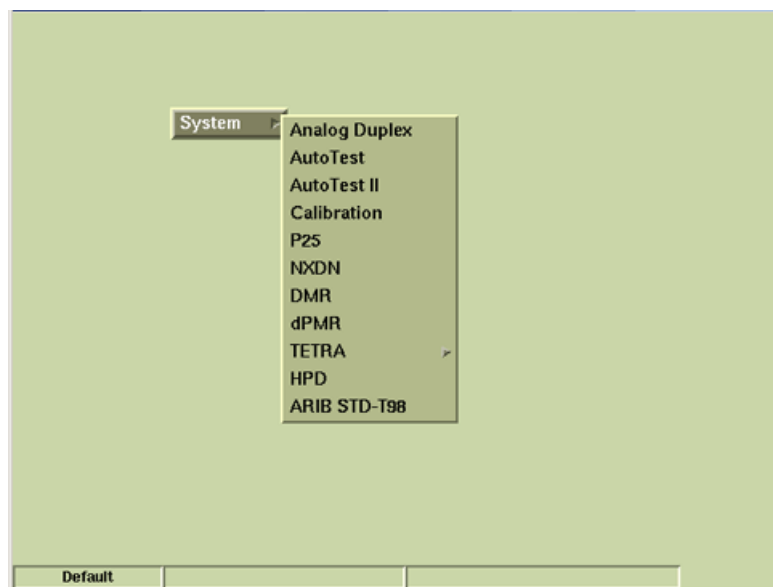 System
Analog Duplex
AutoTest
AutoTest II
Calibration
P25
NXDN
DMR
dPMR
TETRA
HPD
ARIB STD-T98
Default